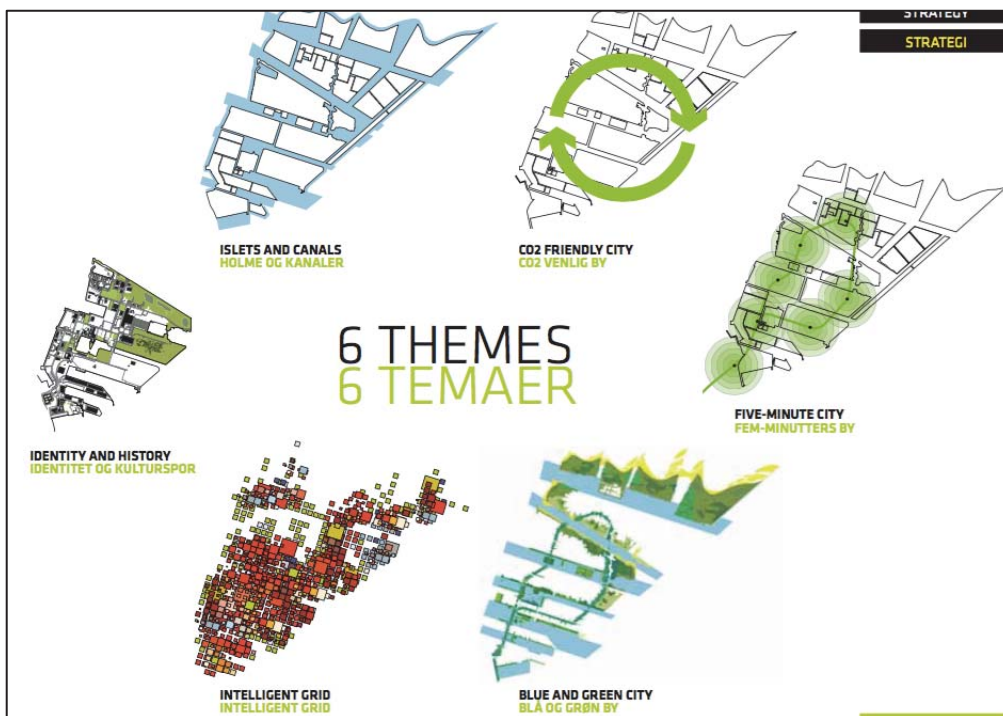 STRATEGY
STRATEGI
ISLETS AND CANALS
HOLME OG KANALER
CO2 FRIENDLY CITY
CO2 VENLIG BY
6 THEMES
6 TEMAER
FIVE-MINUTE CITY
FEM-MINUTTERS BY
IDENTITY AND HISTORY
IDENTITET OG KULTURSPOR
INTELLIGENT GRID
INTELLIGENT GRID
BLUE AND GREEN CITY
BLÅ OG GRØN BY